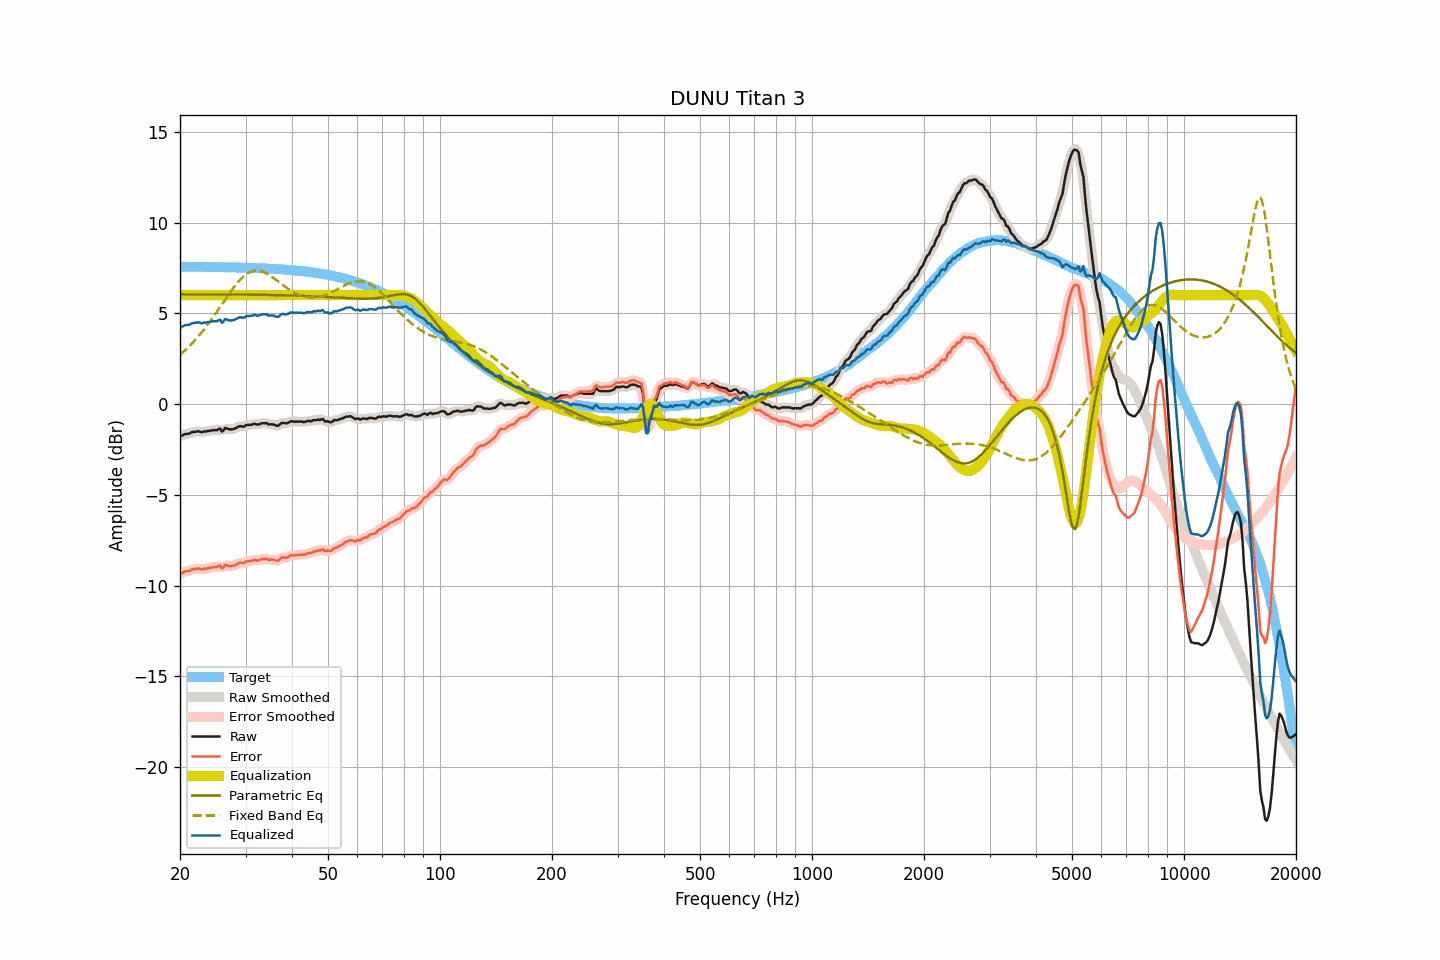 DUNU Titan 3
15
10
5
0
−5
−10
−15
−20
Amplitude (dBr)
Target
Raw Smoothed
Error Smoothed
Raw
Error
Equalization
Parametric Eq
Fixed Band Eq
Equalized
20 50 100 200 500 1000 2000 5000 10000 20000
Frequency (Hz)